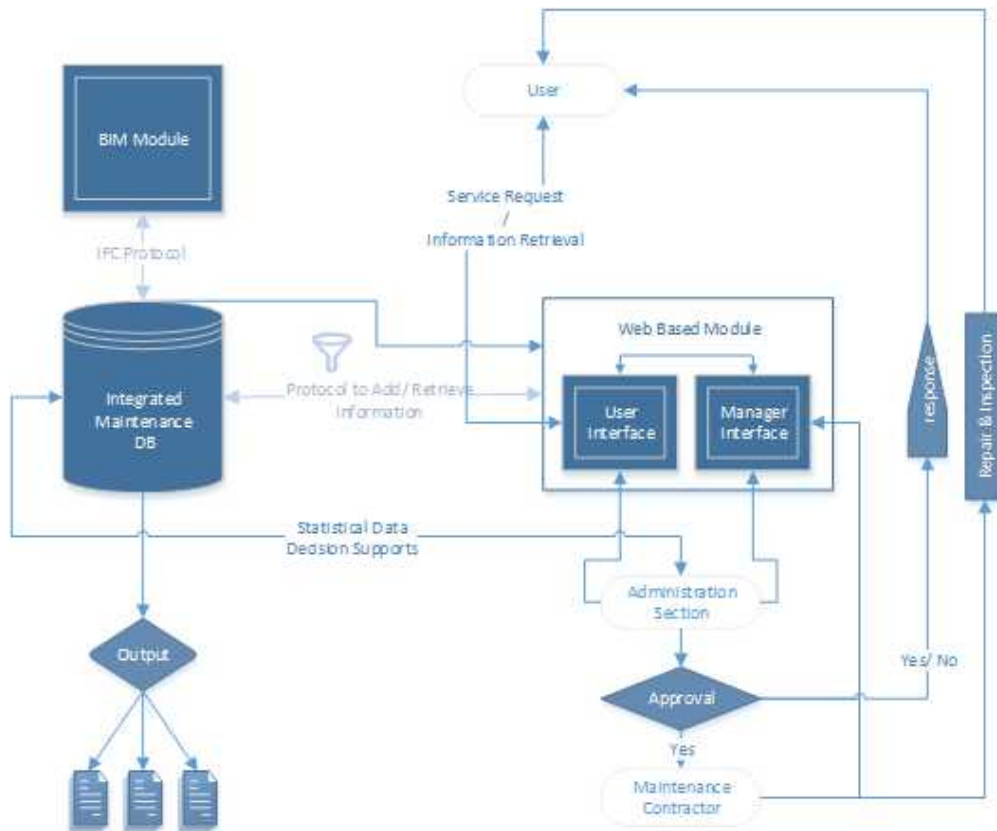 User
BIM Module
Service Request
/
Information Retrieval
IFC Protocol
Web Based Module
Protocol to Add/ Retrieve
Information
Integrated
Maintenance
DB
User
Interface
Manager
Interface
response
Repair & Inspection
Statistical Data
Decision Supports
Administration
Section
Output
Approval
Yes/ No
Yes
Maintenance
Contractor